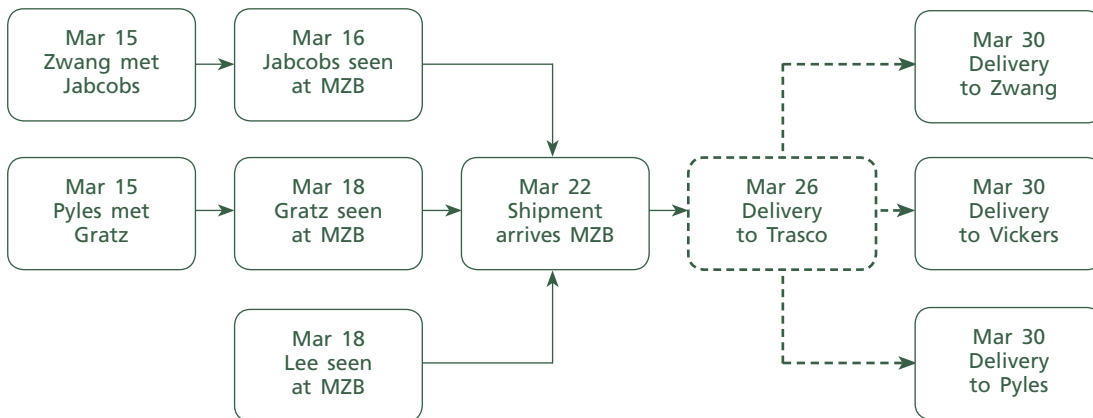 Mar 15
Zwang met
Jabcobs
Mar 16
Jabcobs seen
at MZB
Mar 30
Delivery
to Zwang
Mar 15
Pyles met
Gratz
Mar 18
Gratz seen
at MZB
Mar 22
Shipment
arrives MZB
Mar 26
Delivery
to Trasco
Mar 30
Delivery
to Vickers
Mar 18
Lee seen
at MZB
Mar 30
Delivery
to Pyles